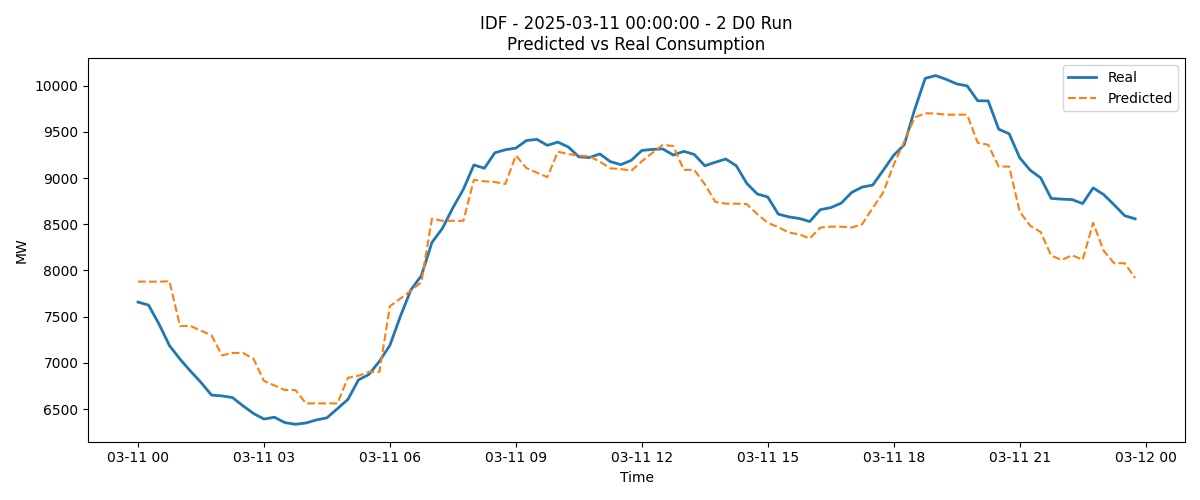 IDF - 2025-03-11 00:00:00 - 2 D0 Run
Predicted vs Real Consumption
Real
Predicted
MW
10000
9500
9000
8500
8000
7500
7000
6500
03-11 00
03-11 03
03-11 06
03-11 09
03-11 12
03-11 15
03-11 18
03-11 21
03-12 00
Time